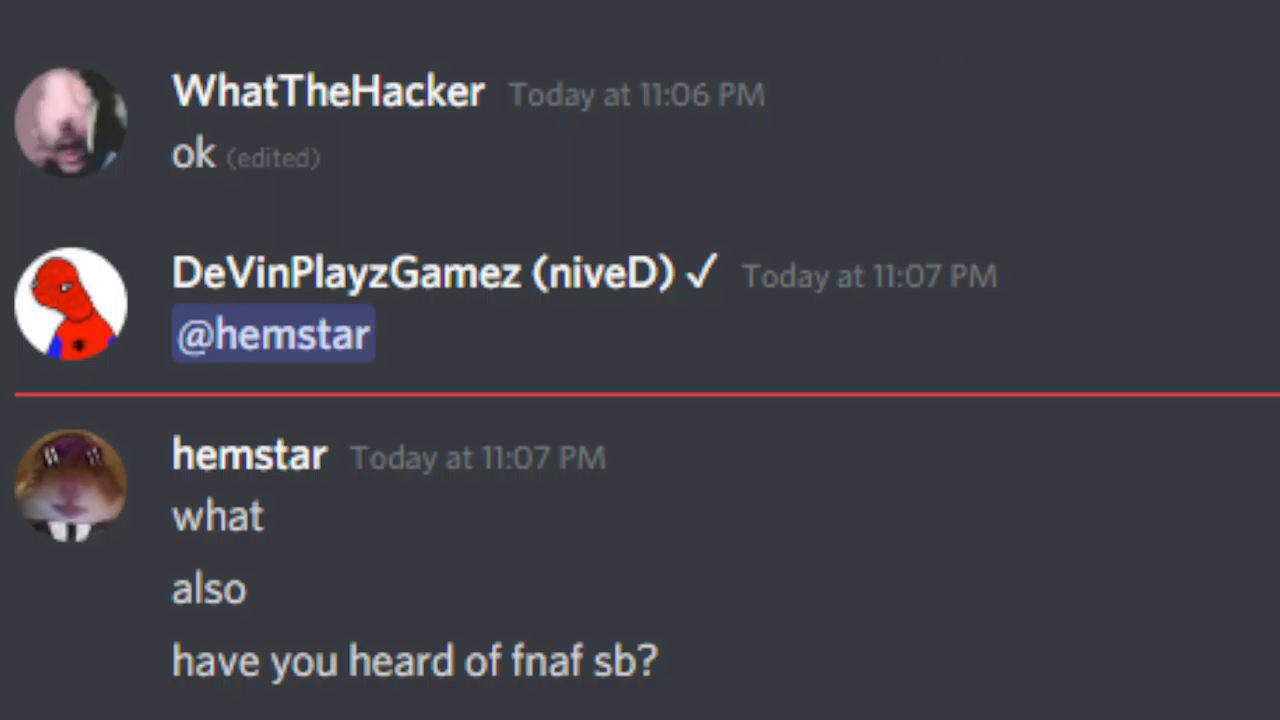 WhatTheHacker Today at 11:06 PM
ok (edited)
DeVinPlayzGamez (niveD) ✓ Today at 11:07 PM
@hemstar
hemstar Today at 11:07 PM
what
also
have you heard of fnaf sb?